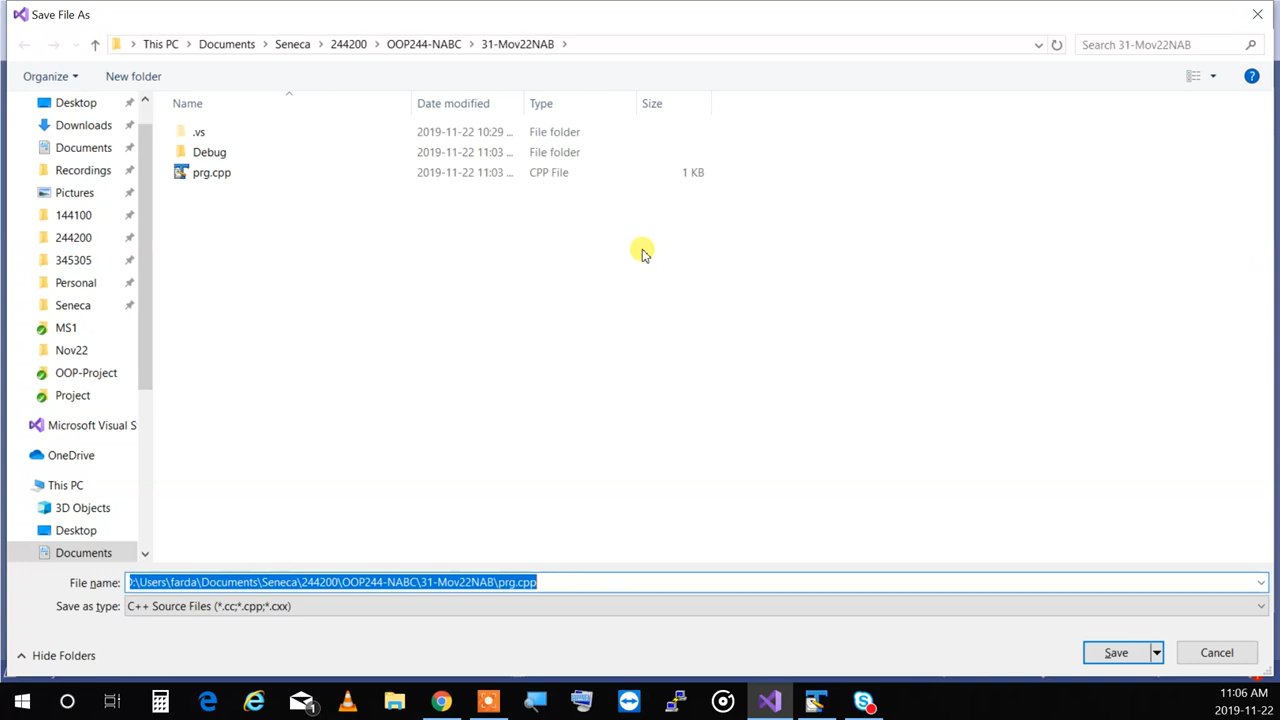 Save File As
This PC > Documents > Seneca > 244200 > OOP244-NABC > 31-Mov22NAB >
Search 31-Mov22NAB
Organize
New folder
?
Name
Date modified
Type
Size
.vs
2019-11-22 10:29 ...
File folder
Debug
2019-11-22 11:03 ...
File folder
prg.cpp
2019-11-22 11:03 ...
CPP File
1 KB
Desktop
Downloads
Documents
Recordings
Pictures
144100
244200
345305
Personal
Seneca
MS1
Nov22
OOP-Project
Project
Microsoft Visual S
OneDrive
This PC
3D Objects
Desktop
Documents
File name:
:\Users\farda\Documents\Seneca\244200\OOP244-NABC\31-Mov22NAB\prg.cpp
Save as type:
C++ Source Files (*.cc;*.cpp;*.cxx)
Hide Folders
Save
Cancel
1
11:06 AM
2019-11-22